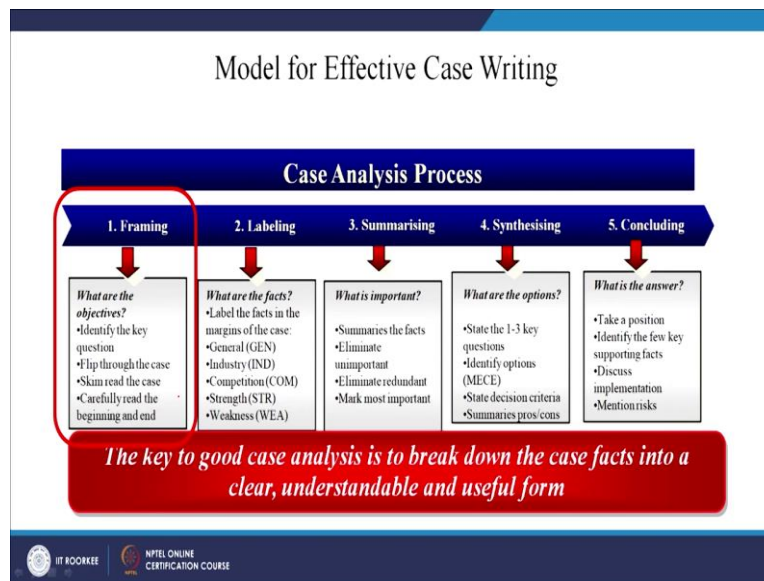 Model for Effective Case Writing
Case Analysis Process
1. Framing
2. Labeling
3. Summarising
4. Synthesising
5. Concluding
What are the
objectives?
•Identify the key
question
•Flip through the case
•Skim read the case
•Carefully read the
beginning and end
What are the facts?
•Label the facts in the
margins of the case:
•General (GEN)
•Industry (IND)
•Competition (COM)
•Strength (STR)
•Weakness (WEA)
What is important?
•Summaries the facts
•Eliminate
unimportant
•Eliminate redundant
•Mark most important
What are the options?
•State the 1-3 key
questions
•Identify options
(MECE)
•State decision criteria
•Summaries pros/cons
What is the answer?
•Take a position
•Identify the few key
supporting facts
•Discuss
implementation
•Mention risks
The key to good case analysis is to break down the case facts into a
clear, understandable and useful form
IIT ROORKEE
NPTEL ONLINE
CERTIFICATION COURSE